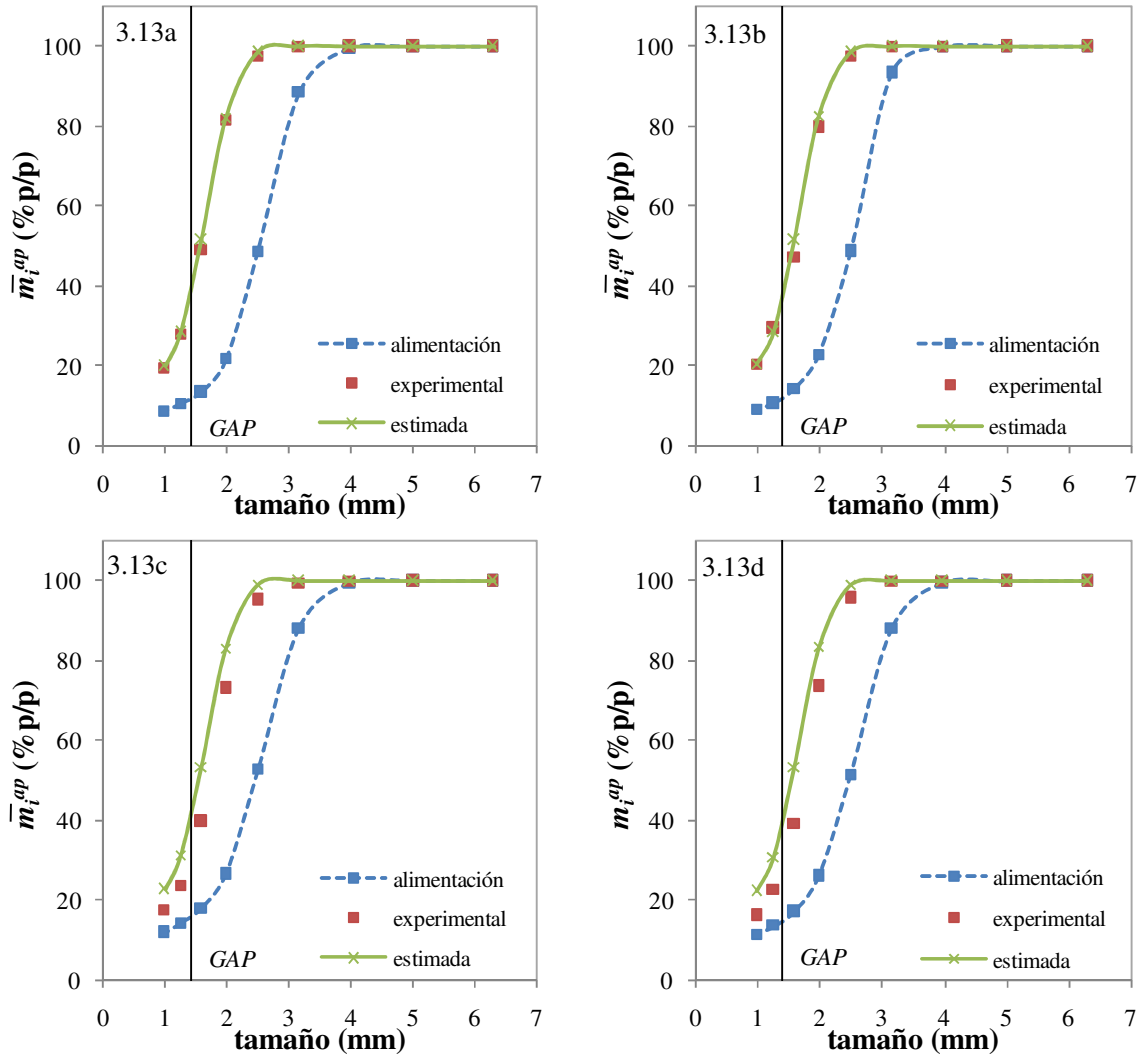 3.13a
100
80
60
40
20
0
m̅ᵢᵃᵖ (%p/p)
alimentación
experimental
estimada
GAP
0 1 2 3 4 5 6 7
tamaño (mm)
3.13b
100
80
60
40
20
0
m̅ᵢᵃᵖ (%p/p)
alimentación
experimental
estimada
GAP
0 1 2 3 4 5 6 7
tamaño (mm)
3.13c
100
80
60
40
20
0
m̅ᵢᵃᵖ (%p/p)
alimentación
experimental
estimada
GAP
0 1 2 3 4 5 6 7
tamaño (mm)
3.13d
100
80
60
40
20
0
mᵢᵃᵖ (%p/p)
alimentación
experimental
estimada
GAP
0 1 2 3 4 5 6 7
tamaño (mm)